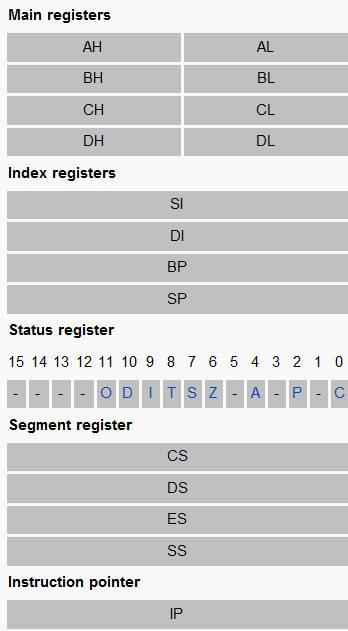 Main registers
AH AL
BH BL
CH CL
DH DL
Index registers
SI
DI
BP
SP
Status register
15 14 13 12 11 10 9 8 7 6 5 4 3 2 1 0
- - - - O D I T S Z - A - P - C
Segment register
CS
DS
ES
SS
Instruction pointer
IP